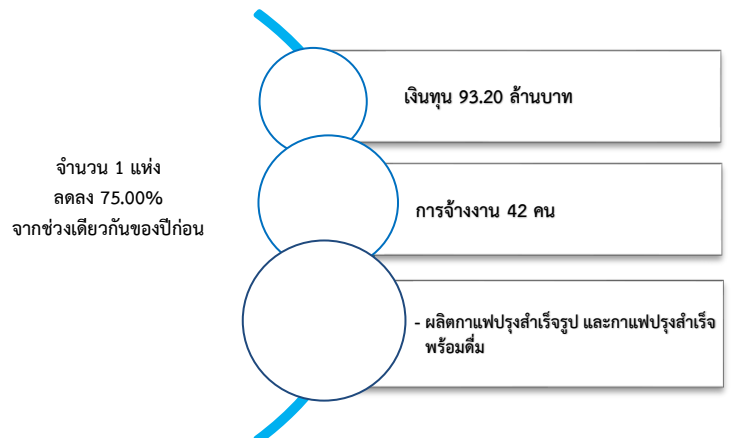 จำนวน 1 แห่ง
ลดลง 75.00%
จากช่วงเดียวกันของปีก่อน
เงินทุน 93.20 ล้านบาท
การจ้างงาน 42 คน
- ผลิตกาแฟปรุงสำเร็จรูป และกาแฟปรุงสำเร็จ
พร้อมดื่ม